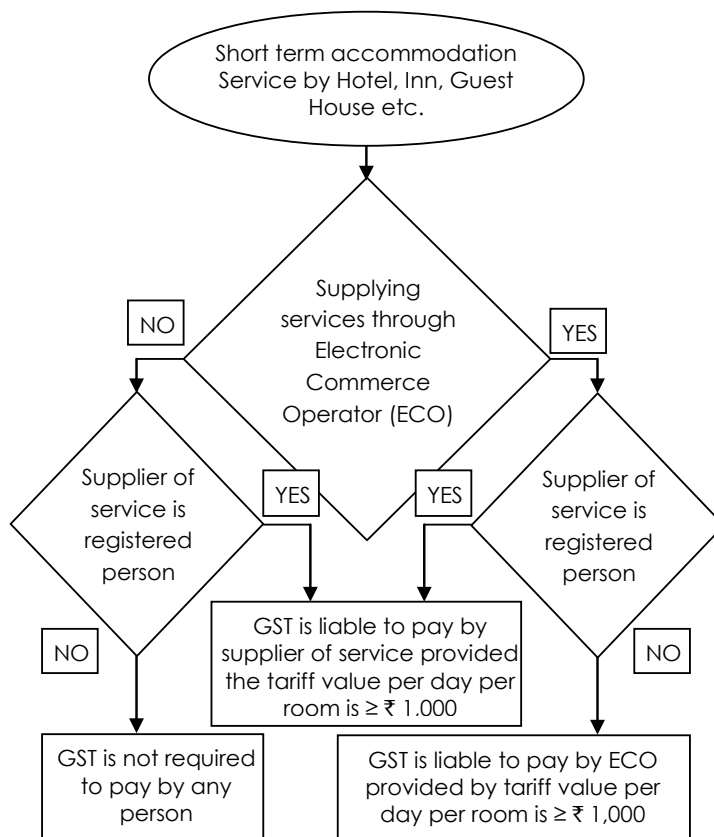 Short term accommodation
Service by Hotel, Inn, Guest
House etc.
Supplying
services through
Electronic
Commerce
Operator (ECO)
NO
YES
Supplier of
service is
registered
person
YES
YES
Supplier of
service is
registered
person
NO
GST is liable to pay by
supplier of service provided
the tariff value per day per
room is ≥ ₹ 1,000
NO
GST is not required
to pay by any
person
GST is liable to pay by ECO
provided by tariff value per
day per room is ≥ ₹ 1,000